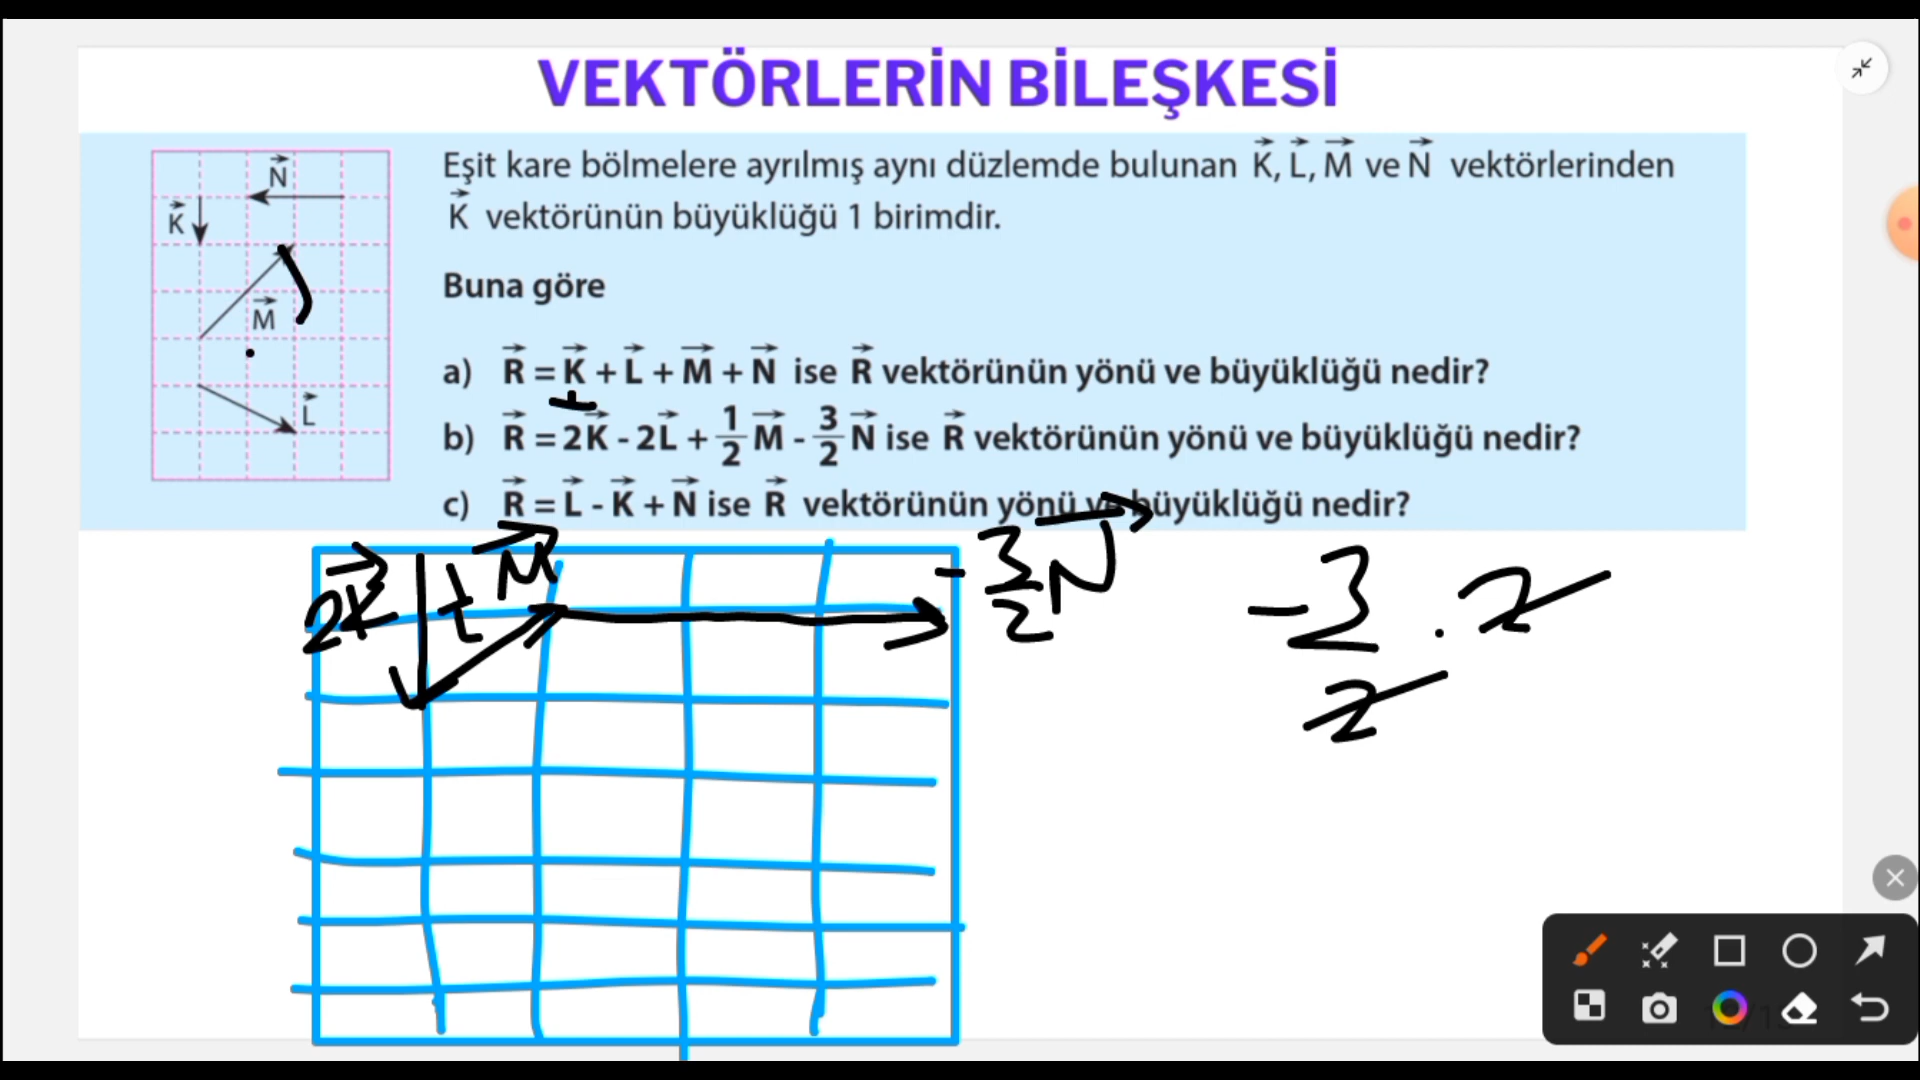 VEKTÖRLERİN BİLEŞKESİ
N
K
M
L
Eşit kare bölmelere ayrılmış aynı düzlemde bulunan K, L, M ve N vektörlerinden
K vektörünün büyüklüğü 1 birimdir.
Buna göre
a) R = K + L + M + N ise R vektörünün yönü ve büyüklüğü nedir?
+
b) R = 2K - 2L + 1/2 M - 3/2 N ise R vektörünün yönü ve büyüklüğü nedir?
c) R = L - K + N ise R vektörünün yönü ve büyüklüğü nedir?
2K + M - 3/2 N
-3/2 . 2